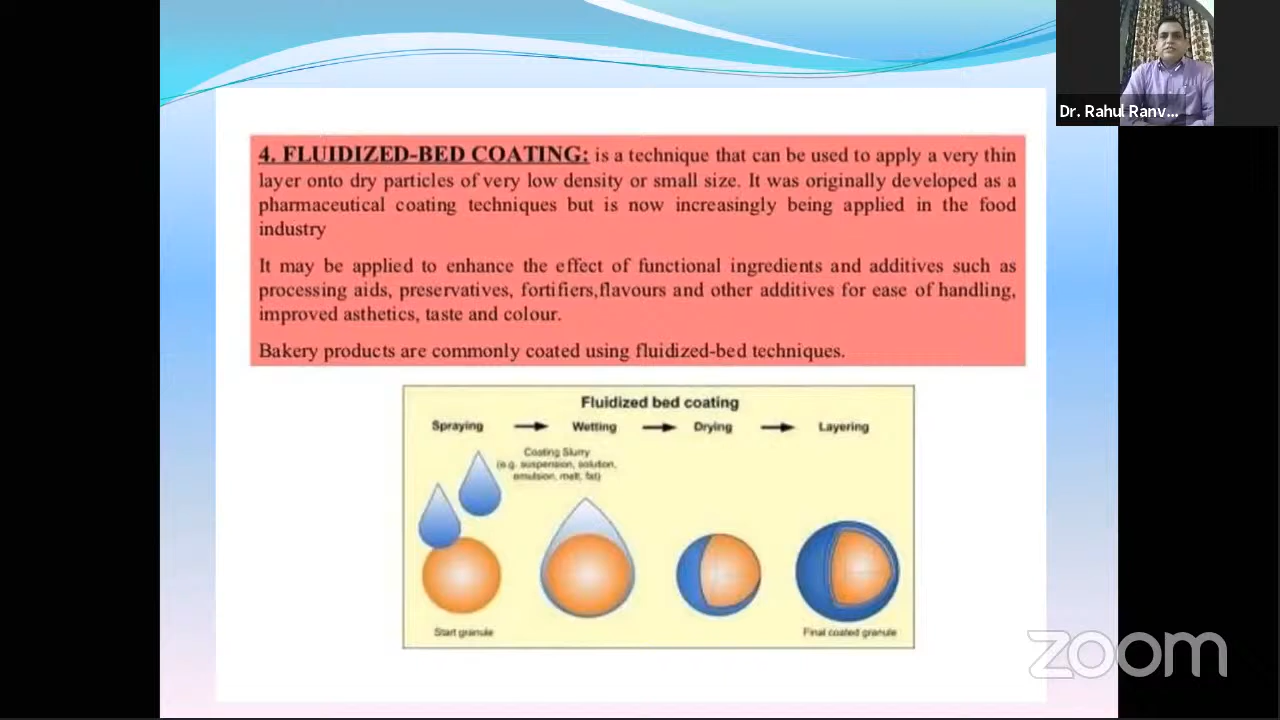 4. FLUIDIZED-BED COATING: is a technique that can be used to apply a very thin
layer onto dry particles of very low density or small size. It was originally developed as a
pharmaceutical coating techniques but is now increasingly being applied in the food
industry
It may be applied to enhance the effect of functional ingredients and additives such as
processing aids, preservatives, fortifiers,flavours and other additives for ease of handling,
improved asthetics, taste and colour.
Bakery products are commonly coated using fluidized-bed techniques.
Fluidized bed coating
Spraying Wetting Drying Layering
Coating Slurry
(e.g. suspension, solution,
emulsion, melt, fat)
Start granule
Final coated granule
Dr. Rahul Ranv...
zoom